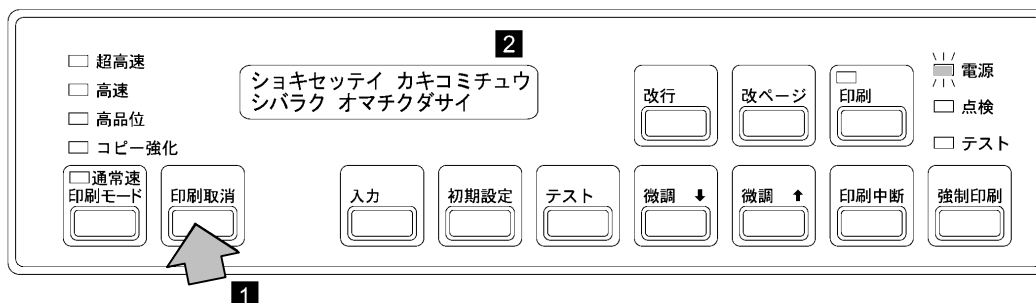 2
超高速
高速
高品位
コピー強化
ショキセッテイ カキコミチュウ
シバラク オマチクダサイ
改行
改ページ
印刷
電源
点検
テスト
通常速
印刷モード
印刷取消
入力
初期設定
テスト
微調 ⬇
微調 ⬆
印刷中断
強制印刷
1